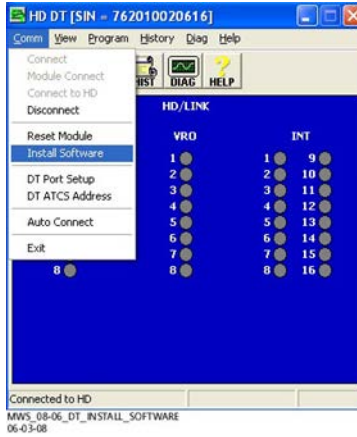 HD DT [SIN - 762010020616]
Comm View Program History Diag Help
Connect
Module Connect
Connect to HD
Disconnect
Reset Module
Install Software
DT Port Setup
DT ATCS Address
Auto Connect
Exit
HIST DIAG HELP
HD/LINK
VRO INT
1 1 9
2 2 10
3 3 11
4 4 12
5 5 13
6 6 14
7 7 15
8 8 8 16
Connected to HD
MWS_08-06_DT_INSTALL_SOFTWARE
06-03-08